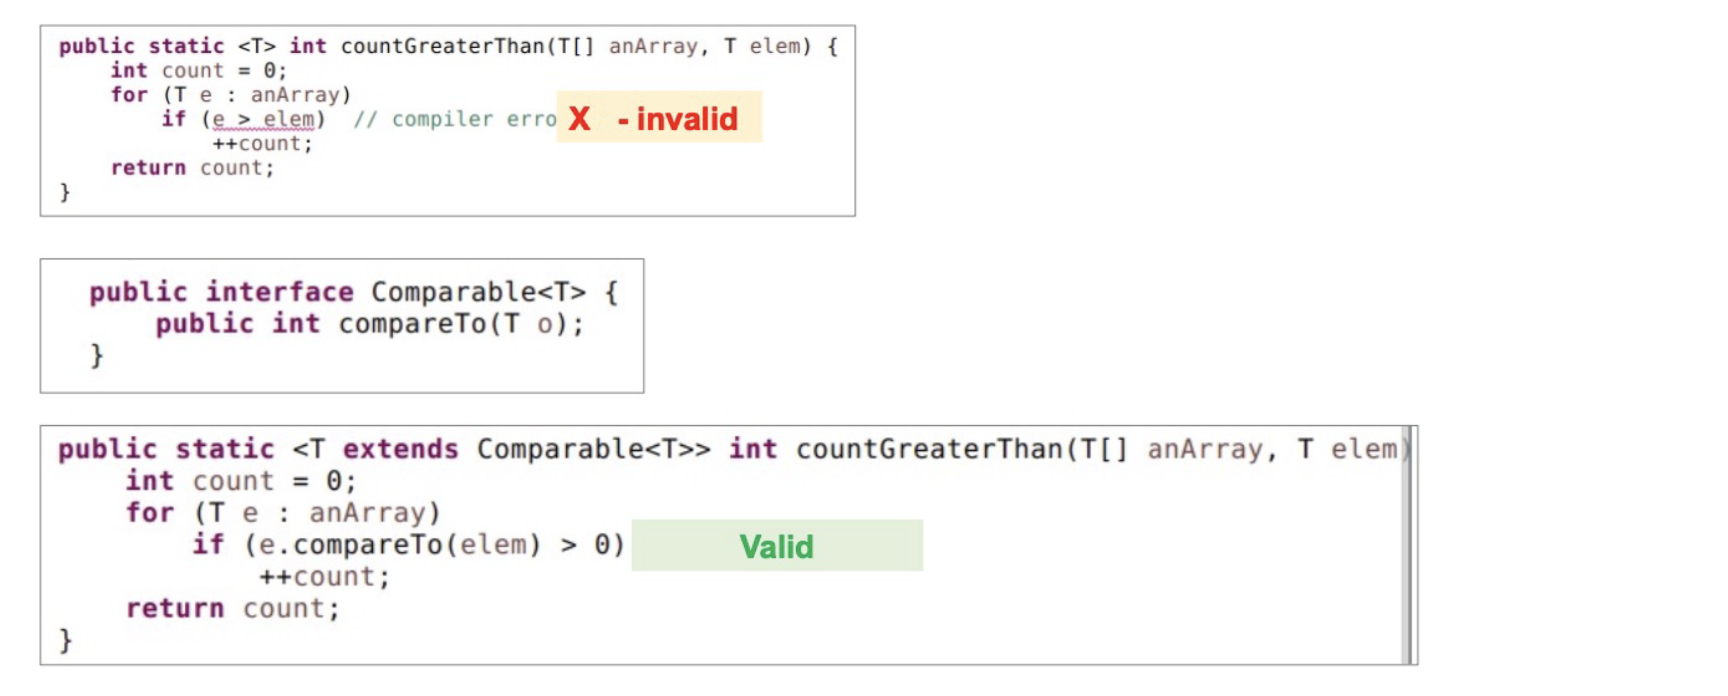 public static <T> int countGreaterThan(T[] anArray, T elem) {
    int count = 0;
    for (T e : anArray)
        if (e > elem)  // compiler erro X - invalid
            ++count;
    return count;
}
public interface Comparable<T> {
    public int compareTo(T o);
}
public static <T extends Comparable<T>> int countGreaterThan(T[] anArray, T elem)
    int count = 0;
    for (T e : anArray)
        if (e.compareTo(elem) > 0) Valid
            ++count;
    return count;
}